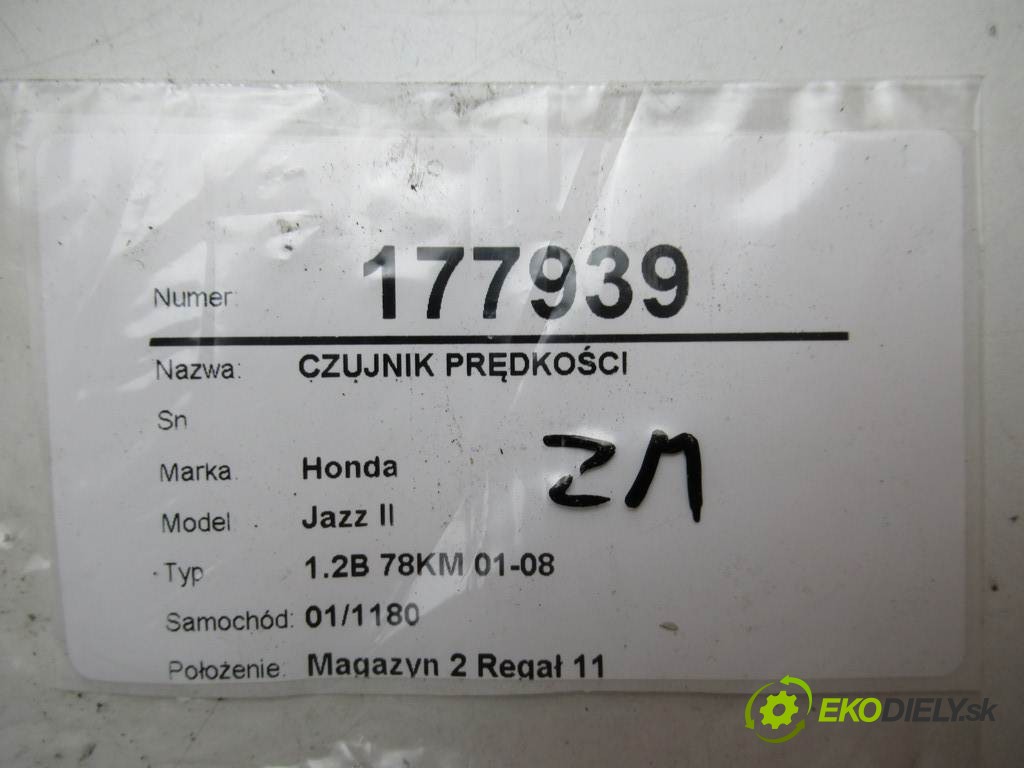 Numer: 177939
Nazwa: CZUJNIK PRĘDKOŚCI
Sn
Marka Honda
ZM
Model Jazz II
Typ 1.2B 78KM 01-08
Samochód: 01/1180
Położenie: Magazyn 2 Regał 11
EKODIELY.sk